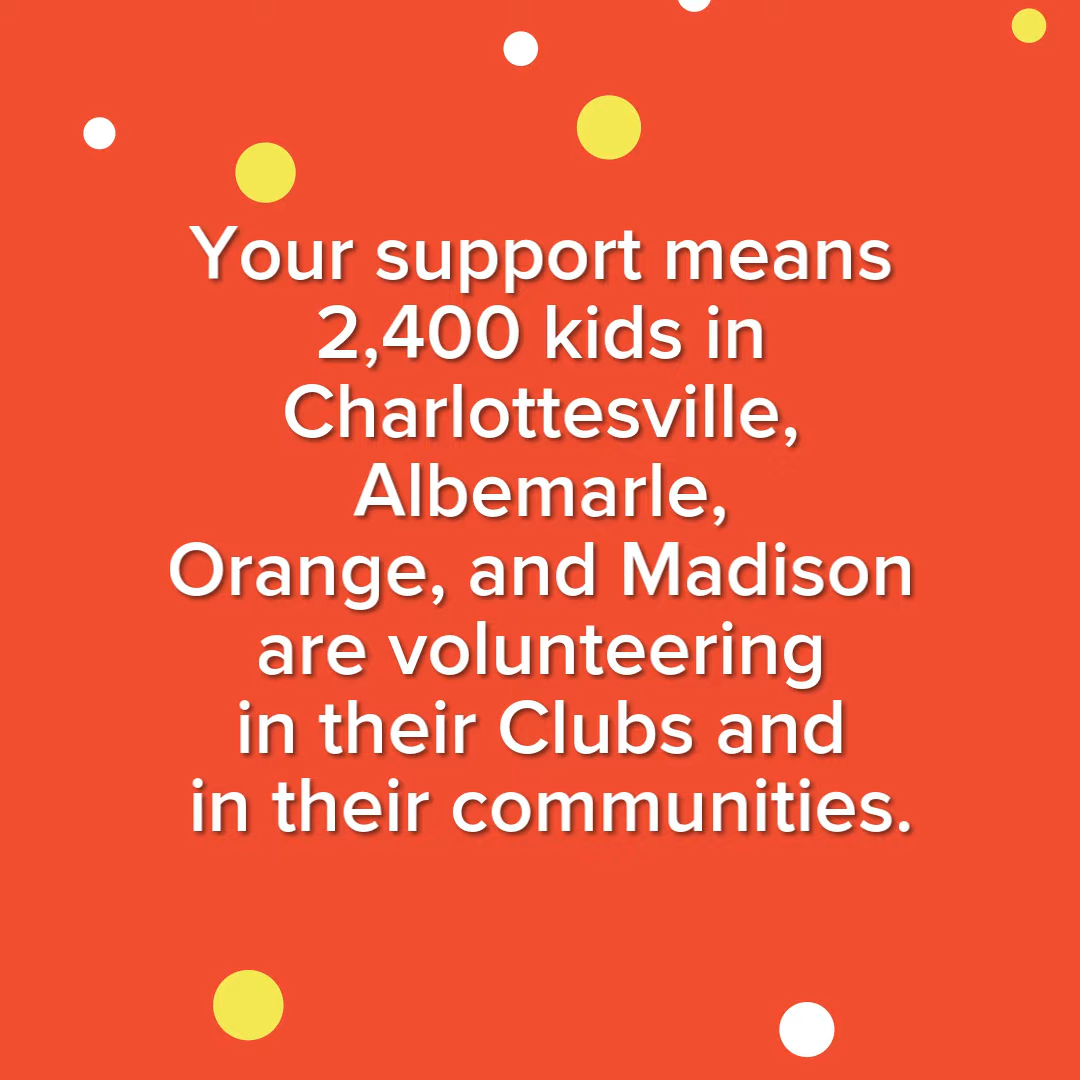 Your support means
2,400 kids in
Charlottesville,
Albemarle,
Orange, and Madison
are volunteering
in their Clubs and
in their communities.